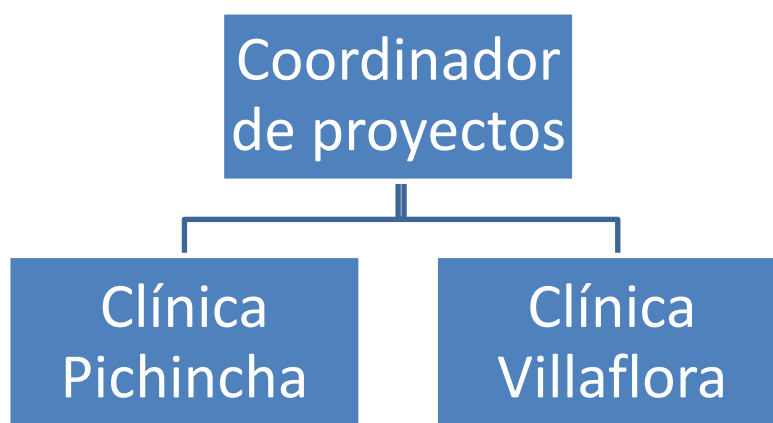 Coordinador
de proyectos
Clínica
Pichincha
Clínica
Villaflora